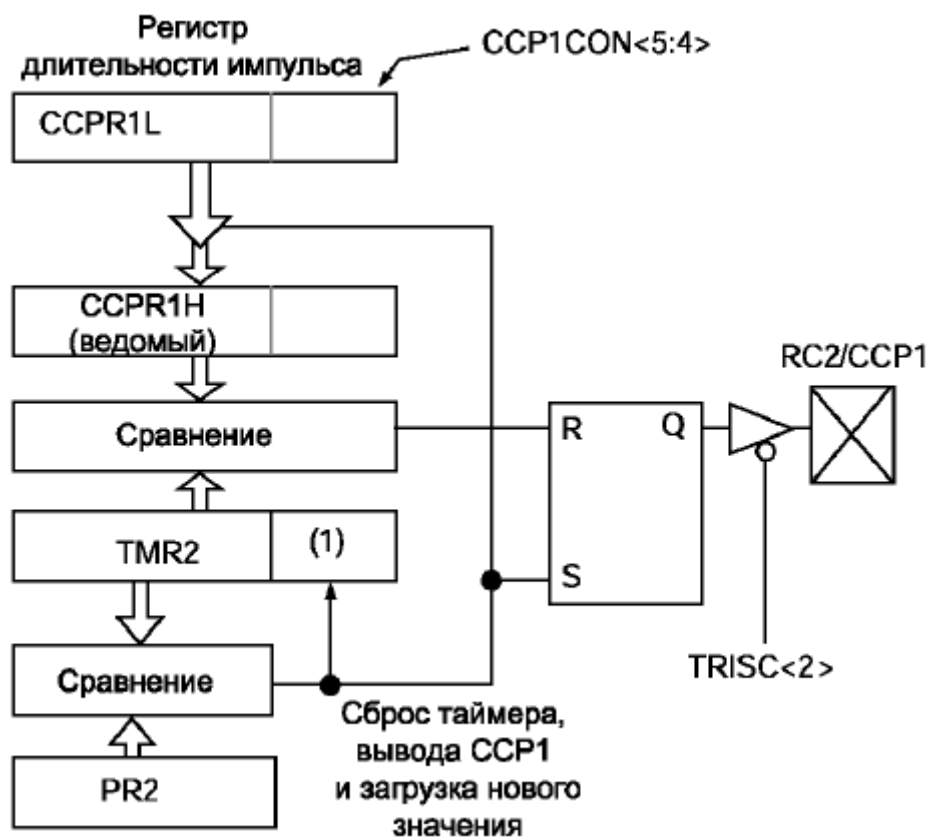 Регистр
длительности импульса
CCP1CON<5:4>
CCPR1L
CCPR1H
(ведомый)
RC2/CCP1
Сравнение
R
Q
TMR2
(1)
S
Сравнение
TRISC<2>
Сброс таймера,
вывода CCP1
и загрузка нового
значения
PR2